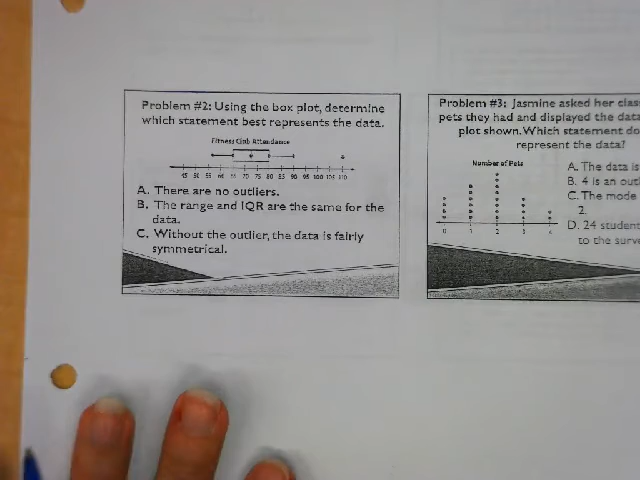 Problem #2: Using the box plot, determine
which statement best represents the data.
Fitness Club Attendance
45 50 55 60 65 70 75 80 85 90 95 100 105 110
A. There are no outliers.
B. The range and IQR are the same for the
data.
C. Without the outlier, the data is fairly
symmetrical.
Problem #3: Jasmine asked her clas
pets they had and displayed the data
plot shown. Which statement do
represent the data?
Number of Pets
0 1 2 3 4
A. The data is
B. 4 is an outl
C. The mode
2.
D. 24 student
to the surve